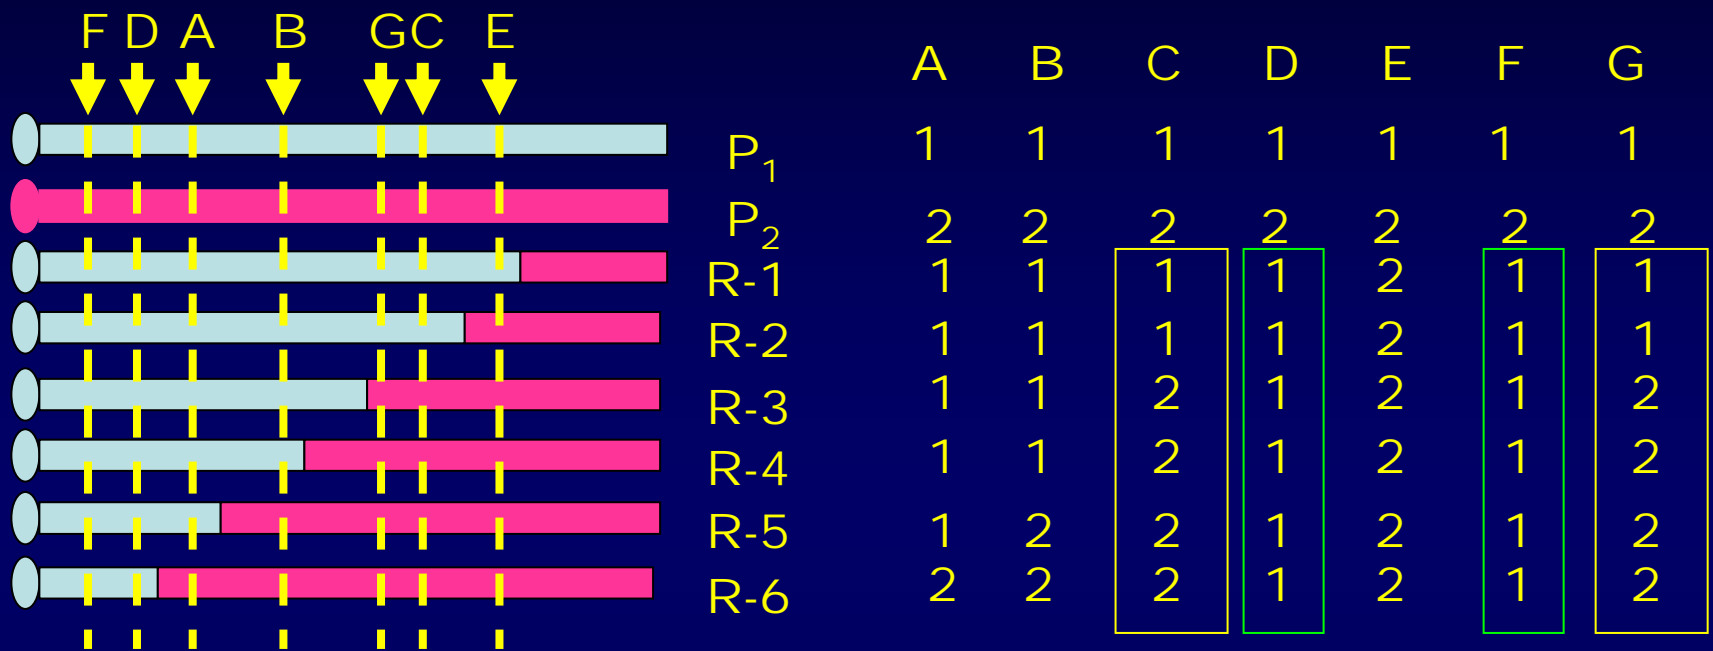 F D A B G C E
A B C D E F G
P1 1 1 1 1 1 1 1
P2 2 2 2 2 2 2 2
R-1 1 1 1 1 2 1 1
R-2 1 1 1 1 2 1 1
R-3 1 1 2 1 2 1 2
R-4 1 1 2 1 2 1 2
R-5 1 2 2 1 2 1 2
R-6 2 2 2 1 2 1 2